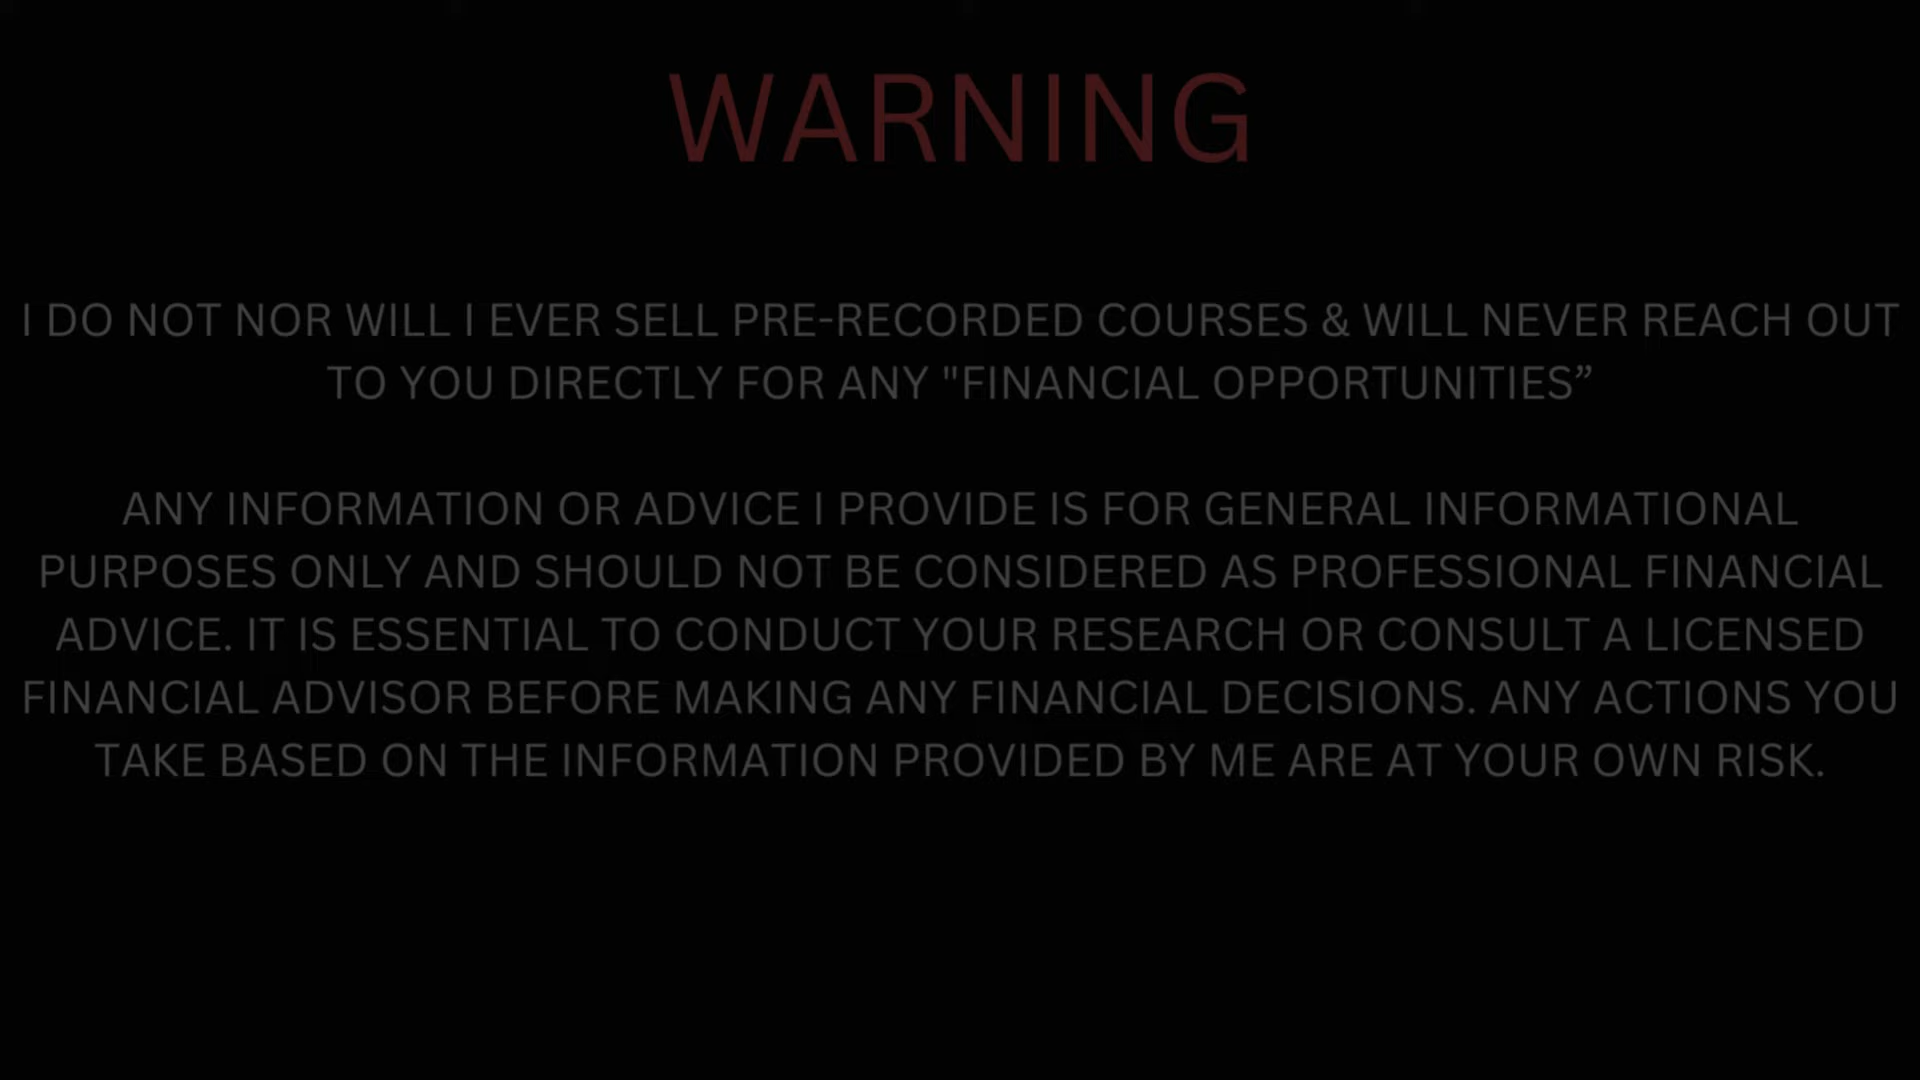 WARNING
I DO NOT NOR WILL I EVER SELL PRE-RECORDED COURSES & WILL NEVER REACH OUT
TO YOU DIRECTLY FOR ANY "FINANCIAL OPPORTUNITIES”
ANY INFORMATION OR ADVICE I PROVIDE IS FOR GENERAL INFORMATIONAL
PURPOSES ONLY AND SHOULD NOT BE CONSIDERED AS PROFESSIONAL FINANCIAL
ADVICE. IT IS ESSENTIAL TO CONDUCT YOUR RESEARCH OR CONSULT A LICENSED
FINANCIAL ADVISOR BEFORE MAKING ANY FINANCIAL DECISIONS. ANY ACTIONS YOU
TAKE BASED ON THE INFORMATION PROVIDED BY ME ARE AT YOUR OWN RISK.